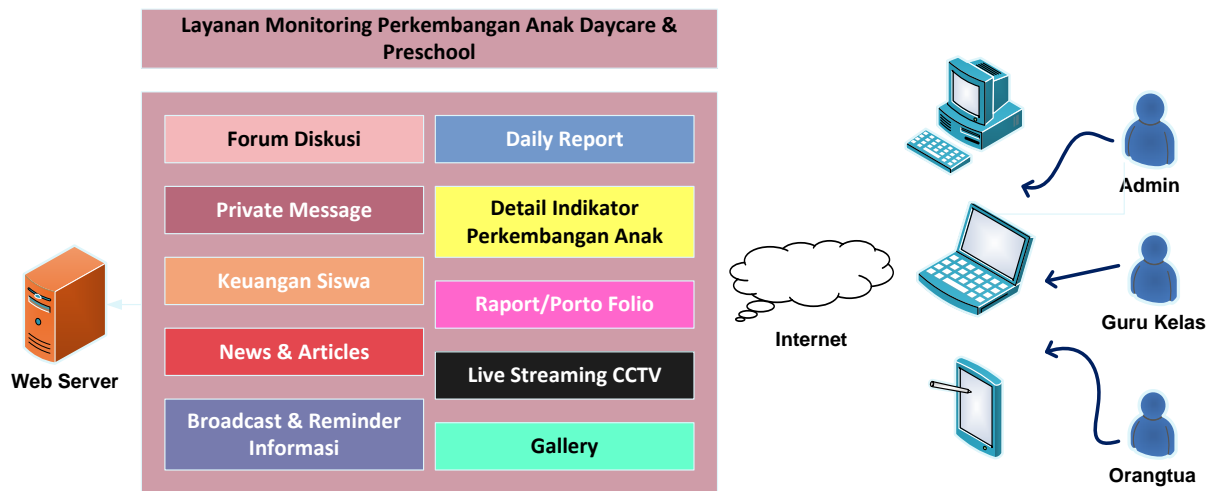 Layanan Monitoring Perkembangan Anak Daycare &
Preschool
Forum Diskusi
Daily Report
Private Message
Detail Indikator
Perkembangan Anak
Keuangan Siswa
Raport/Porto Folio
News & Articles
Live Streaming CCTV
Broadcast & Reminder
Informasi
Gallery
Web Server
Internet
Admin
Guru Kelas
Orangtua